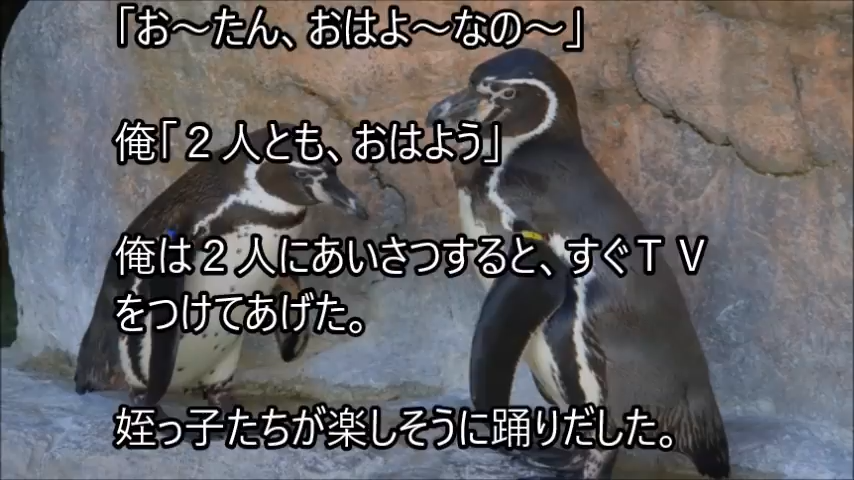 「お～たん、おはよ～なの～」
俺「２人とも、おはよう」
俺は２人にあいさつすると、すぐＴＶ
をつけてあげた。
姪っ子たちが楽しそうに踊りだした。